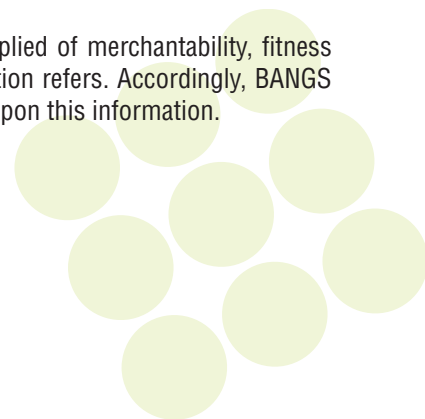 plied of merchantability, fitness
tion refers. Accordingly, BANGS
pon this information.